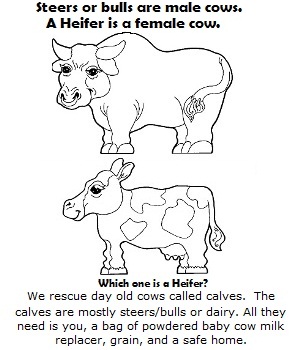 Steers or bulls are male cows.
A Heifer is a female cow.
Which one is a Heifer?
We rescue day old cows called calves. The
calves are mostly steers/bulls or dairy. All they
need is you, a bag of powdered baby cow milk
replacer, grain, and a safe home.